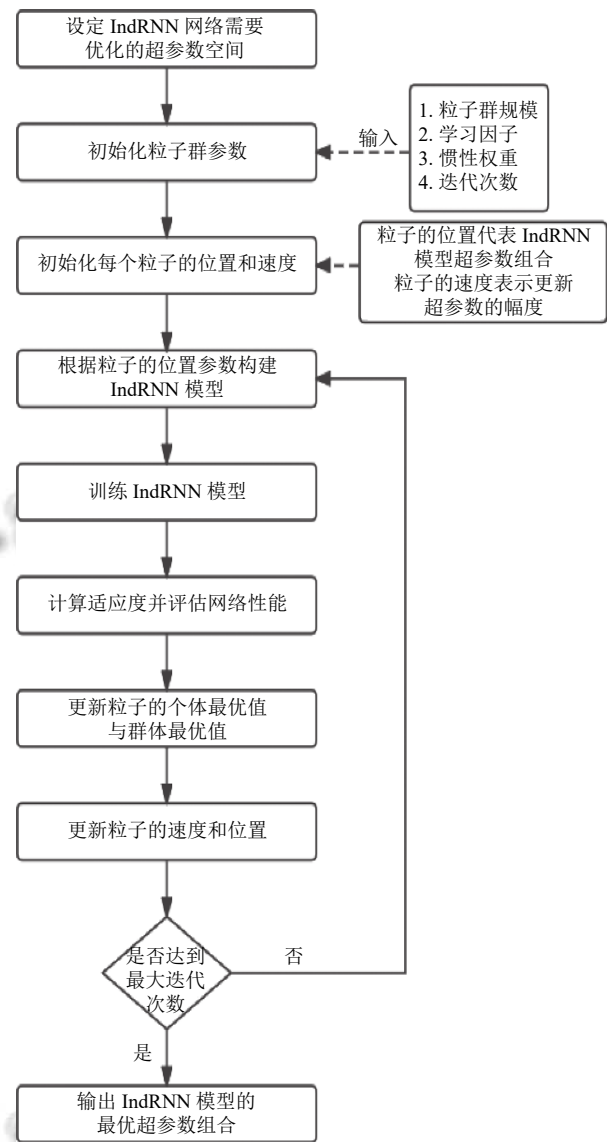 设定 IndRNN 网络需要
优化的超参数空间
初始化粒子群参数
输入
1. 粒子群规模
2. 学习因子
3. 惯性权重
4. 迭代次数
初始化每个粒子的位置和速度
粒子的位置代表 IndRNN
模型超参数组合
粒子的速度表示更新
超参数的幅度
根据粒子的位置参数构建
IndRNN 模型
训练 IndRNN 模型
计算适应度并评估网络性能
更新粒子的个体最优值
与群体最优值
更新粒子的速度和位置
是否达到
最大迭代
次数
否
是
输出 IndRNN 模型的
最优超参数组合